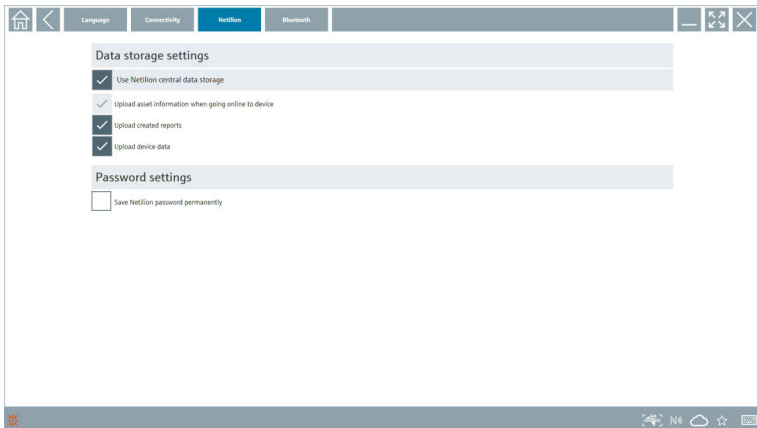 Language Connectivity Netilion Bluetooth
Data storage settings
Use Netilion central data storage
Upload asset information when going online to device
Upload created reports
Upload device data
Password settings
Save Netilion password permanently